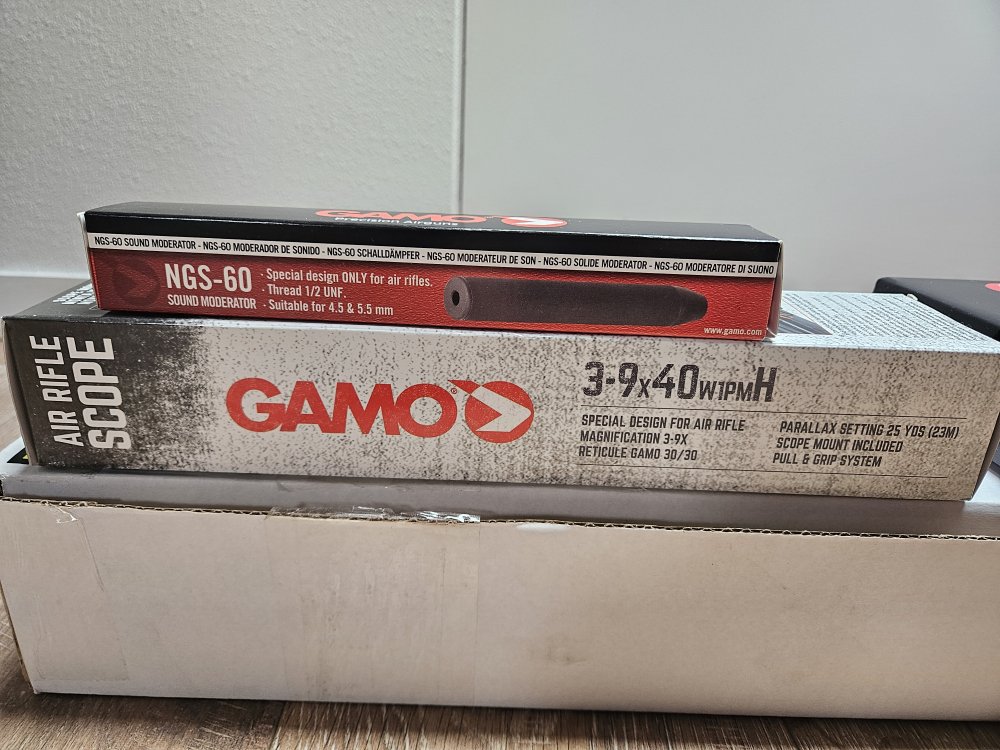 GAMO
Precision Airguns
NGS-60 SOUND MODERATOR - NGS-60 MODERADOR DE SONIDO - NGS-60 SCHALLDÄMPFER - NGS-60 MODERATEUR DE SON - NGS-60 SOLIDE MODERATOR - NGS-60 MODERATORE DI SUONO
NGS-60
SOUND MODERATOR
· Special design ONLY for air rifles.
· Thread 1/2 UNF.
· Suitable for 4.5 & 5.5 mm
www.gamo.com
AIR RIFLE
SCOPE
GAMO®
3-9x40W1PMH
SPECIAL DESIGN FOR AIR RIFLE
MAGNIFICATION 3-9X
RETICULE GAMO 30/30
PARALLAX SETTING 25 YDS (23M)
SCOPE MOUNT INCLUDED
PULL & GRIP SYSTEM